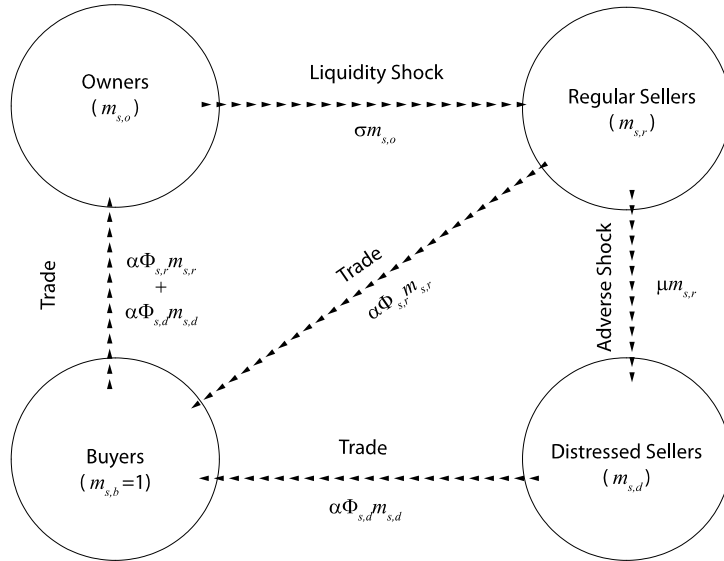 Owners
(m_{s,o})
Liquidity Shock
σm_{s,o}
Regular Sellers
(m_{s,r})
Trade
αΦ_{s,r}m_{s,r}
+
αΦ_{s,d}m_{s,d}
Trade
αΦ_{s,r}m_{s,r}
Adverse Shock
μm_{s,r}
Buyers
(m_{s,b}=1)
Trade
αΦ_{s,d}m_{s,d}
Distressed Sellers
(m_{s,d})